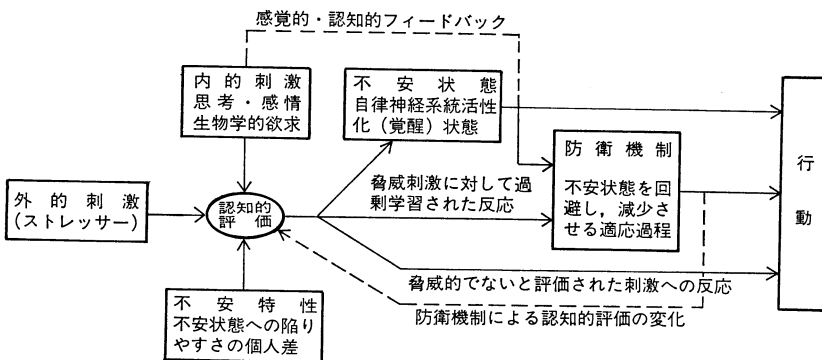 感覚的・認知的フィードバック
内的刺激
思考・感情
生物学的欲求
不安状態
自律神経系統活性
化（覚醒）状態
防衛機制
不安状態を回
避し，減少さ
せる適応過程
行
動
外的刺激
(ストレッサー)
認知的
評価
脅威刺激に対して過
剰学習された反応
脅威的でないと評価された刺激への反応
不安特性
不安状態への陥り
やすさの個人差
防衛機制による認知的評価の変化